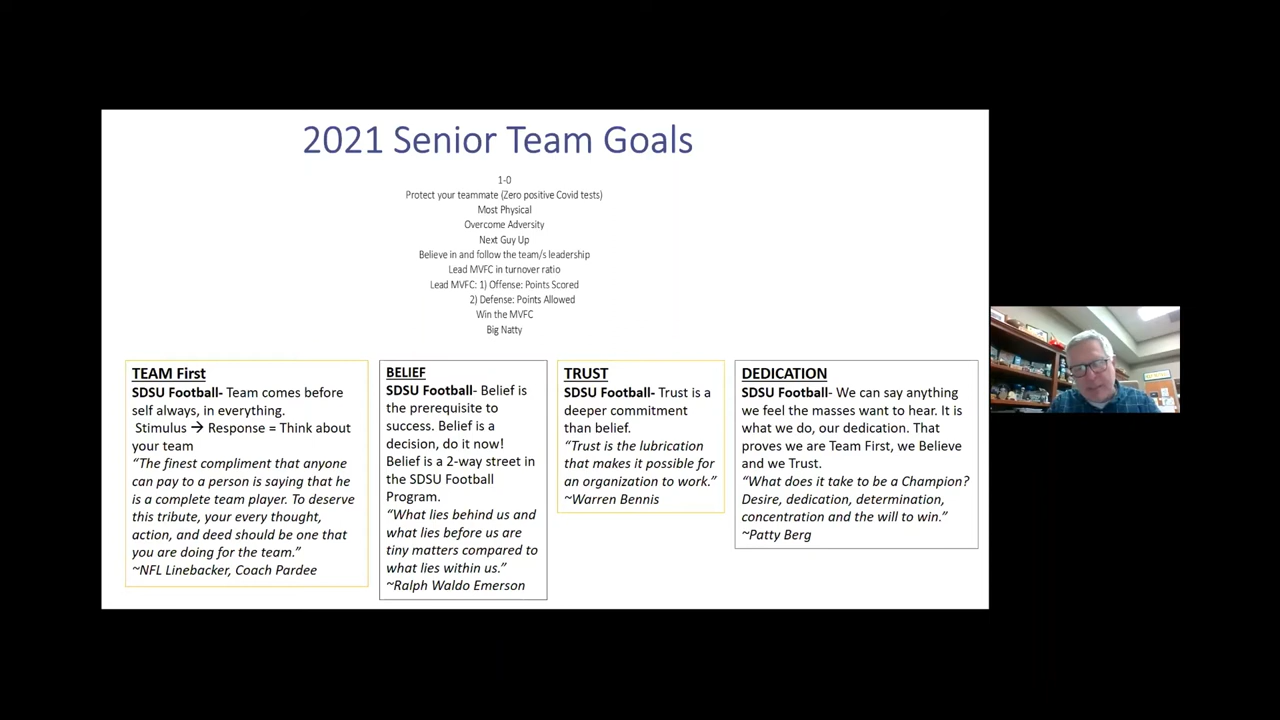 2021 Senior Team Goals
1-0
Protect your teammate (Zero positive Covid tests)
Most Physical
Overcome Adversity
Next Guy Up
Believe in and follow the team/s leadership
Lead MVFC in turnover ratio
Lead MVFC: 1) Offense: Points Scored
2) Defense: Points Allowed
Win the MVFC
Big Natty
TEAM First
SDSU Football- Team comes before
self always, in everything.
Stimulus → Response = Think about
your team
“The finest compliment that anyone
can pay to a person is saying that he
is a complete team player. To deserve
this tribute, your every thought,
action, and deed should be one that
you are doing for the team.”
~NFL Linebacker, Coach Pardee
BELIEF
SDSU Football- Belief is
the prerequisite to
success. Belief is a
decision, do it now!
Belief is a 2-way street in
the SDSU Football
Program.
“What lies behind us and
what lies before us are
tiny matters compared to
what lies within us.”
~Ralph Waldo Emerson
TRUST
SDSU Football- Trust is a
deeper commitment
than belief.
“Trust is the lubrication
that makes it possible for
an organization to work.”
~Warren Bennis
DEDICATION
SDSU Football- We can say anything
we feel the masses want to hear. It is
what we do, our dedication. That
proves we are Team First, we Believe
and we Trust.
“What does it take to be a Champion?
Desire, dedication, determination,
concentration and the will to win.”
~Patty Berg